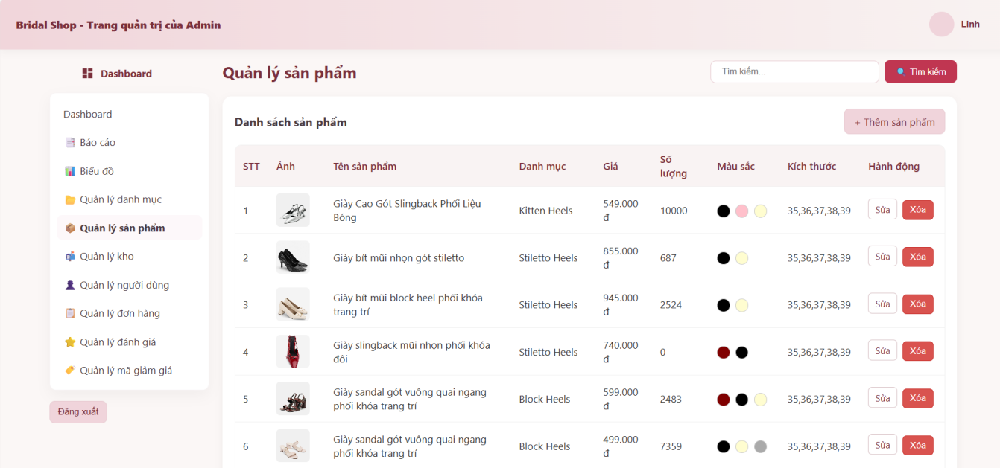 Bridal Shop - Trang quản trị của Admin
Linh
Dashboard
Quản lý sản phẩm
Tìm kiếm...
Tìm kiếm
Dashboard
Báo cáo
Biểu đồ
Quản lý danh mục
Quản lý sản phẩm
Quản lý kho
Quản lý người dùng
Quản lý đơn hàng
Quản lý đánh giá
Quản lý mã giảm giá
Đăng xuất
Danh sách sản phẩm
+ Thêm sản phẩm
STT Ảnh Tên sản phẩm Danh mục Giá Số lượng Màu sắc Kích thước Hành động
1 Giày Cao Gót Slingback Phối Liệu Bóng Kitten Heels 549.000 đ 10000 35,36,37,38,39 Sửa Xóa
2 Giày bít mũi nhọn gót stiletto Stiletto Heels 855.000 đ 687 35,36,37,38,39 Sửa Xóa
3 Giày bít mũi block heel phối khóa trang trí Stiletto Heels 945.000 đ 2524 35,36,37,38,39 Sửa Xóa
4 Giày slingback mũi nhọn phối khóa đôi Stiletto Heels 740.000 đ 0 35,36,37,38,39 Sửa Xóa
5 Giày sandal gót vuông quai ngang phối khóa trang trí Block Heels 599.000 đ 2483 35,36,37,38,39 Sửa Xóa
6 Giày sandal gót vuông quai ngang phối khóa trang trí Block Heels 499.000 đ 7359 35,36,37,38,39 Sửa Xóa